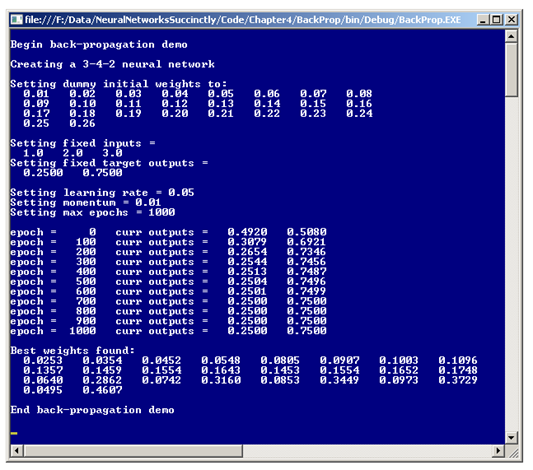 file:///F:/Data/NeuralNetworksSuccinctly/Code/Chapter4/BackProp/bin/Debug/BackProp.EXE
Begin back-propagation demo
Creating a 3-4-2 neural network
Setting dummy initial weights to:
0.01 0.02 0.03 0.04 0.05 0.06 0.07 0.08
0.09 0.10 0.11 0.12 0.13 0.14 0.15 0.16
0.17 0.18 0.19 0.20 0.21 0.22 0.23 0.24
0.25 0.26
Setting fixed inputs =
1.0 2.0 3.0
Setting fixed target outputs =
0.2500 0.7500
Setting learning rate = 0.05
Setting momentum = 0.01
Setting max epochs = 1000
epoch = 0 curr outputs = 0.4920 0.5080
epoch = 100 curr outputs = 0.3079 0.6921
epoch = 200 curr outputs = 0.2654 0.7346
epoch = 300 curr outputs = 0.2544 0.7456
epoch = 400 curr outputs = 0.2513 0.7487
epoch = 500 curr outputs = 0.2504 0.7496
epoch = 600 curr outputs = 0.2501 0.7499
epoch = 700 curr outputs = 0.2500 0.7500
epoch = 800 curr outputs = 0.2500 0.7500
epoch = 900 curr outputs = 0.2500 0.7500
epoch = 1000 curr outputs = 0.2500 0.7500
Best weights found:
0.0253 0.0354 0.0452 0.0548 0.0805 0.0907 0.1003 0.1096
0.1357 0.1459 0.1554 0.1643 0.1453 0.1554 0.1652 0.1748
0.0640 0.2862 0.0742 0.3160 0.0853 0.3449 0.0973 0.3729
0.0495 0.4607
End back-propagation demo